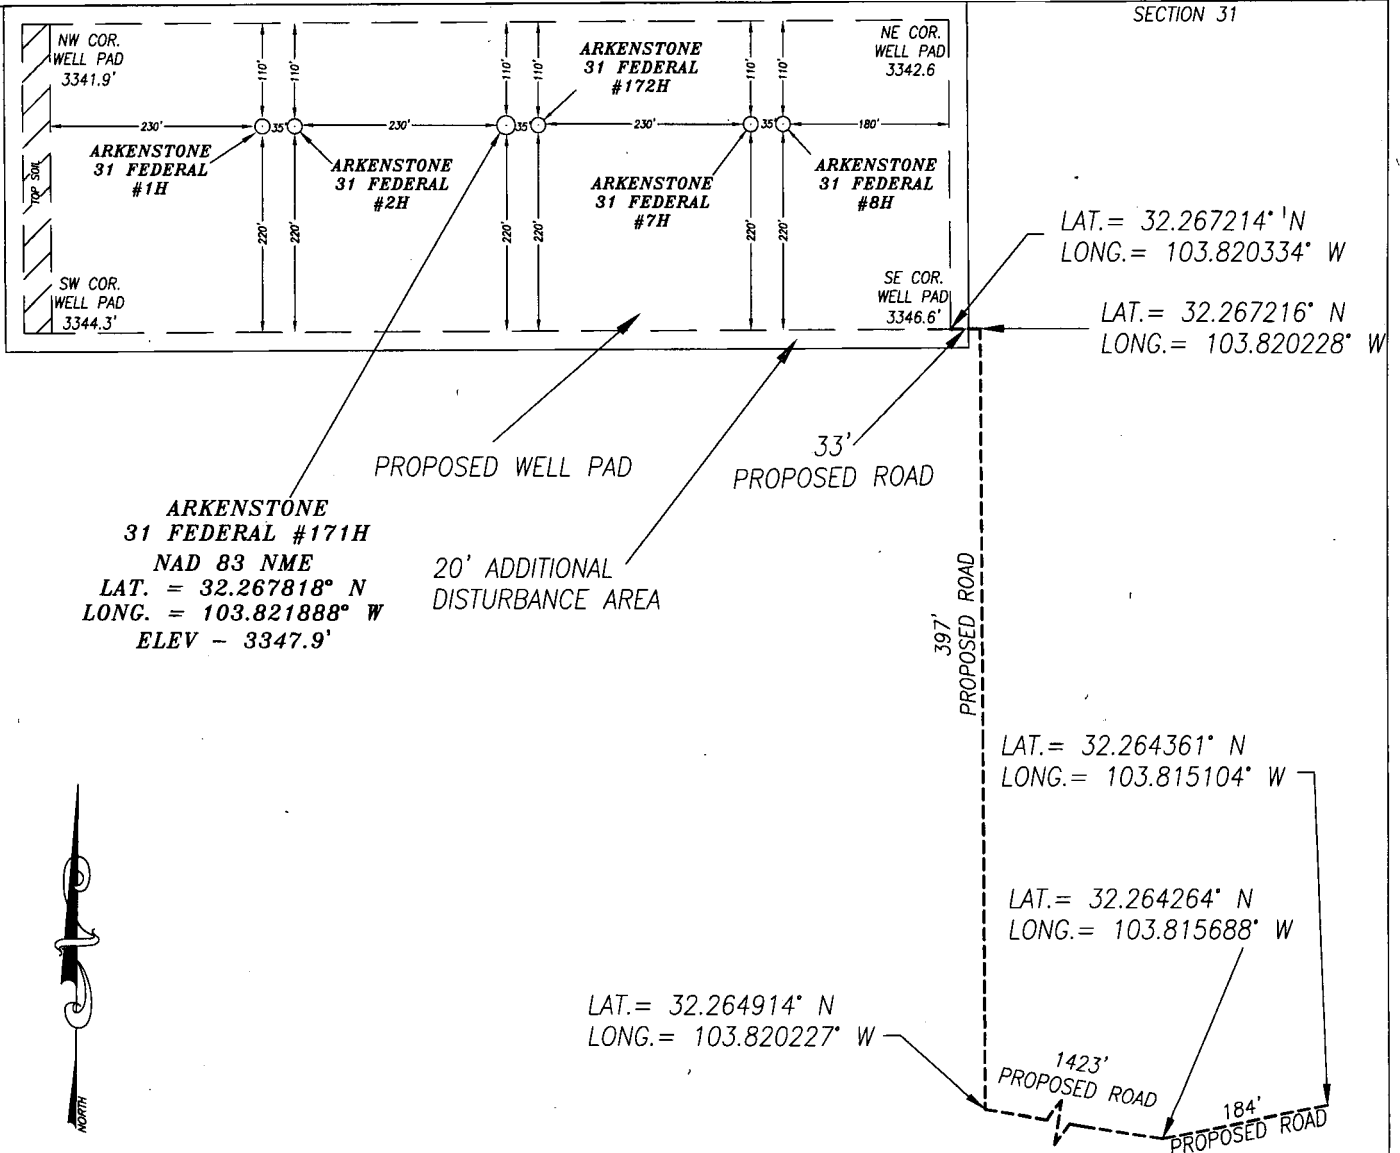 SECTION 31
NW COR.
WELL PAD
3341.9'
NE COR.
WELL PAD
3342.6
110'
110'
110'
110'
110'
110'
ARKENSTONE
31 FEDERAL
#172H
230'
35'
230'
35'
230'
35'
180'
ARKENSTONE
31 FEDERAL
#1H
ARKENSTONE
31 FEDERAL
#2H
ARKENSTONE
31 FEDERAL
#7H
ARKENSTONE
31 FEDERAL
#8H
TOP SOIL
220'
220'
220'
220'
220'
220'
SW COR.
WELL PAD
3344.3'
SE COR.
WELL PAD
3346.6'
LAT.= 32.267214° N
LONG.= 103.820334° W
LAT.= 32.267216° N
LONG.= 103.820228° W
PROPOSED WELL PAD
33'
PROPOSED ROAD
ARKENSTONE
31 FEDERAL #171H
NAD 83 NME
LAT. = 32.267818° N
LONG. = 103.821888° W
ELEV - 3347.9'
20' ADDITIONAL
DISTURBANCE AREA
397'
PROPOSED ROAD
LAT.= 32.264361° N
LONG.= 103.815104° W
LAT.= 32.264264° N
LONG.= 103.815688° W
LAT.= 32.264914° N
LONG.= 103.820227° W
1423'
PROPOSED ROAD
184'
PROPOSED ROAD
NORTH